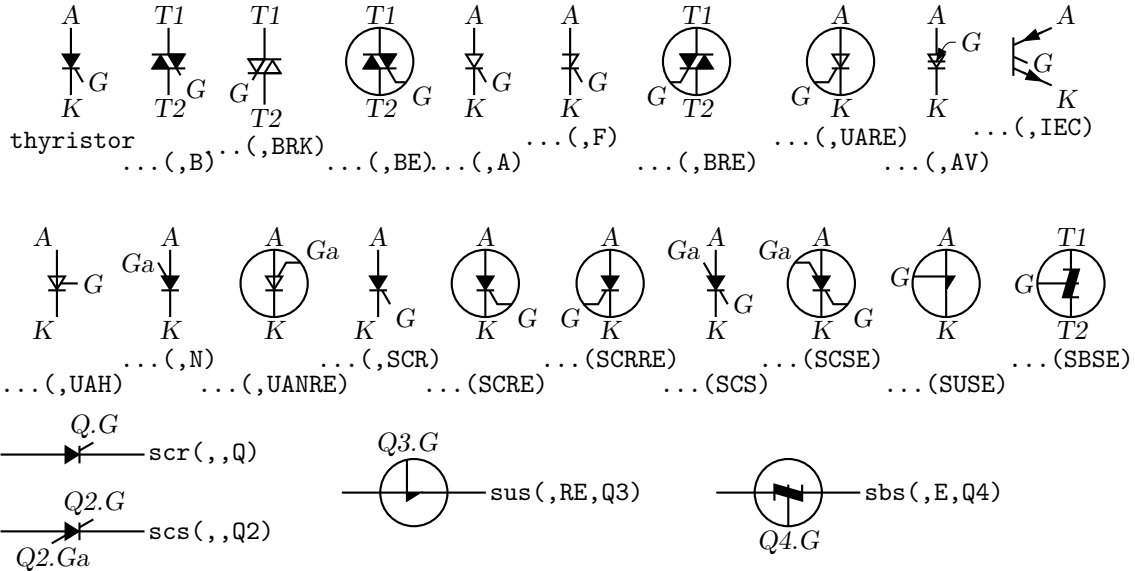 A T1 T1 T1 A A T1 A A A
G G G G G G G G G G
K T2 T2 T2 K K T2 K K K
thyristor ...(,B) ...(,BRK) ...(,BE) ...(,A) ...(,F) ...(,BRE) ...(,UARE) ...(,AV) ...(,IEC)
A A A A A A A A A T1
G Ga Ga G G G Ga G Ga G G G
K K K K K K K K K T2
...(,UAH) ...(,N) ...(,UANRE) ...(,SCR) ...(SCRE) ...(SCRRE) ...(SCS) ...(SCSE) ...(SUSE) ...(SBSE)
Q.G
scr(,,Q)
Q2.G
scs(,,Q2)
Q2.Ga
Q3.G
sus(,RE,Q3)
sbs(,E,Q4)
Q4.G